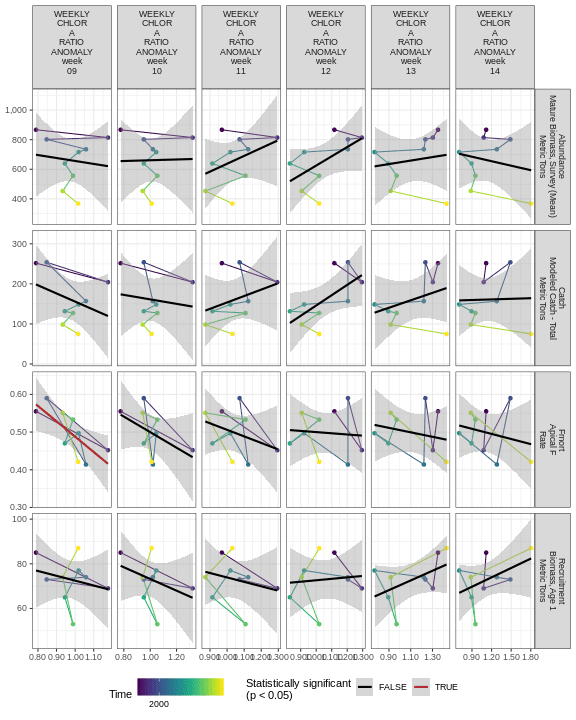 WEEKLY WEEKLY WEEKLY WEEKLY WEEKLY WEEKLY
CHLOR CHLOR CHLOR CHLOR CHLOR CHLOR
A A A A A A
RATIO RATIO RATIO RATIO RATIO RATIO
ANOMALY ANOMALY ANOMALY ANOMALY ANOMALY ANOMALY
week week week week week week
09 10 11 12 13 14
1,000
800
600
400
Abundance
Mature Biomass, Survey (Mean)
Metric Tons
300
200
100
0
Catch
Modeled Catch - Total
Metric Tons
0.60
0.50
0.40
0.30
Fmort
Apical F
Rate
100
80
60
Recruitment
Biomass, Age 1
Metric Tons
0.80 0.90 1.00 1.10 0.80 1.00 1.20 0.90 1.00 1.10 1.20 1.30 0.90 1.00 1.10 1.20 1.30 0.90 1.10 1.30 0.90 1.20 1.50 1.80
Time
2000
Statistically significant
(p < 0.05)
FALSE
TRUE